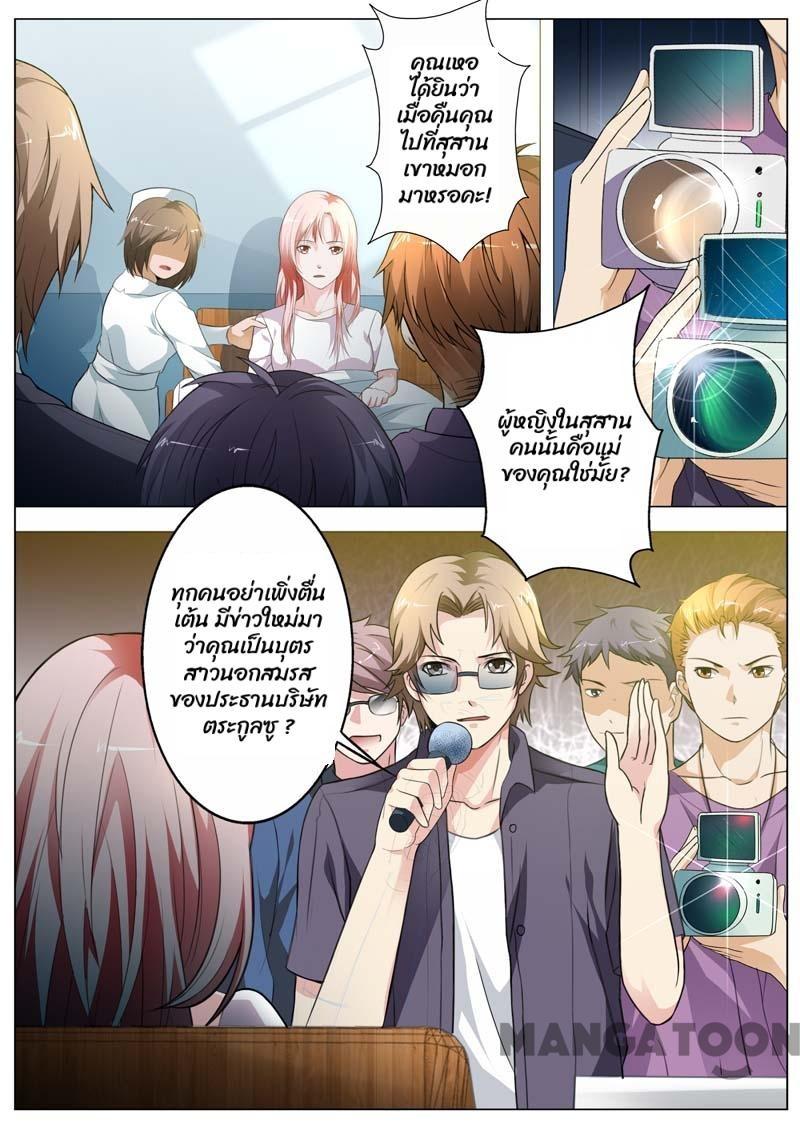 คุณเหอ
ได้ยินว่า
เมื่อคืนคุณ
ไปที่สุสาน
เขาหมอก
มาหรอคะ!
ผู้หญิงในสุสาน
คนนั้นคือแม่
ของคุณใช่มั้ย?
ทุกคนอย่าเพิ่งตื่น
เต้น มีข่าวใหม่มา
ว่าคุณเป็นบุตร
สาวนอกสมรส
ของประธานบริษัท
ตระกูลซู ?
MANGATOON